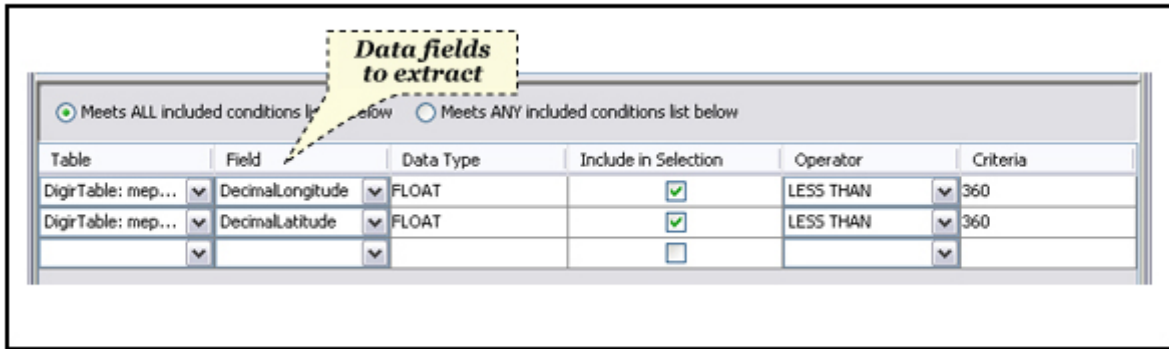 Data fields
to extract
Meets ALL included conditions li elow Meets ANY included conditions list below
Table Field Data Type Include in Selection Operator Criteria
DigirTable: mep... DecimalLongitude FLOAT LESS THAN 360
DigirTable: mep... DecimalLatitude FLOAT LESS THAN 360